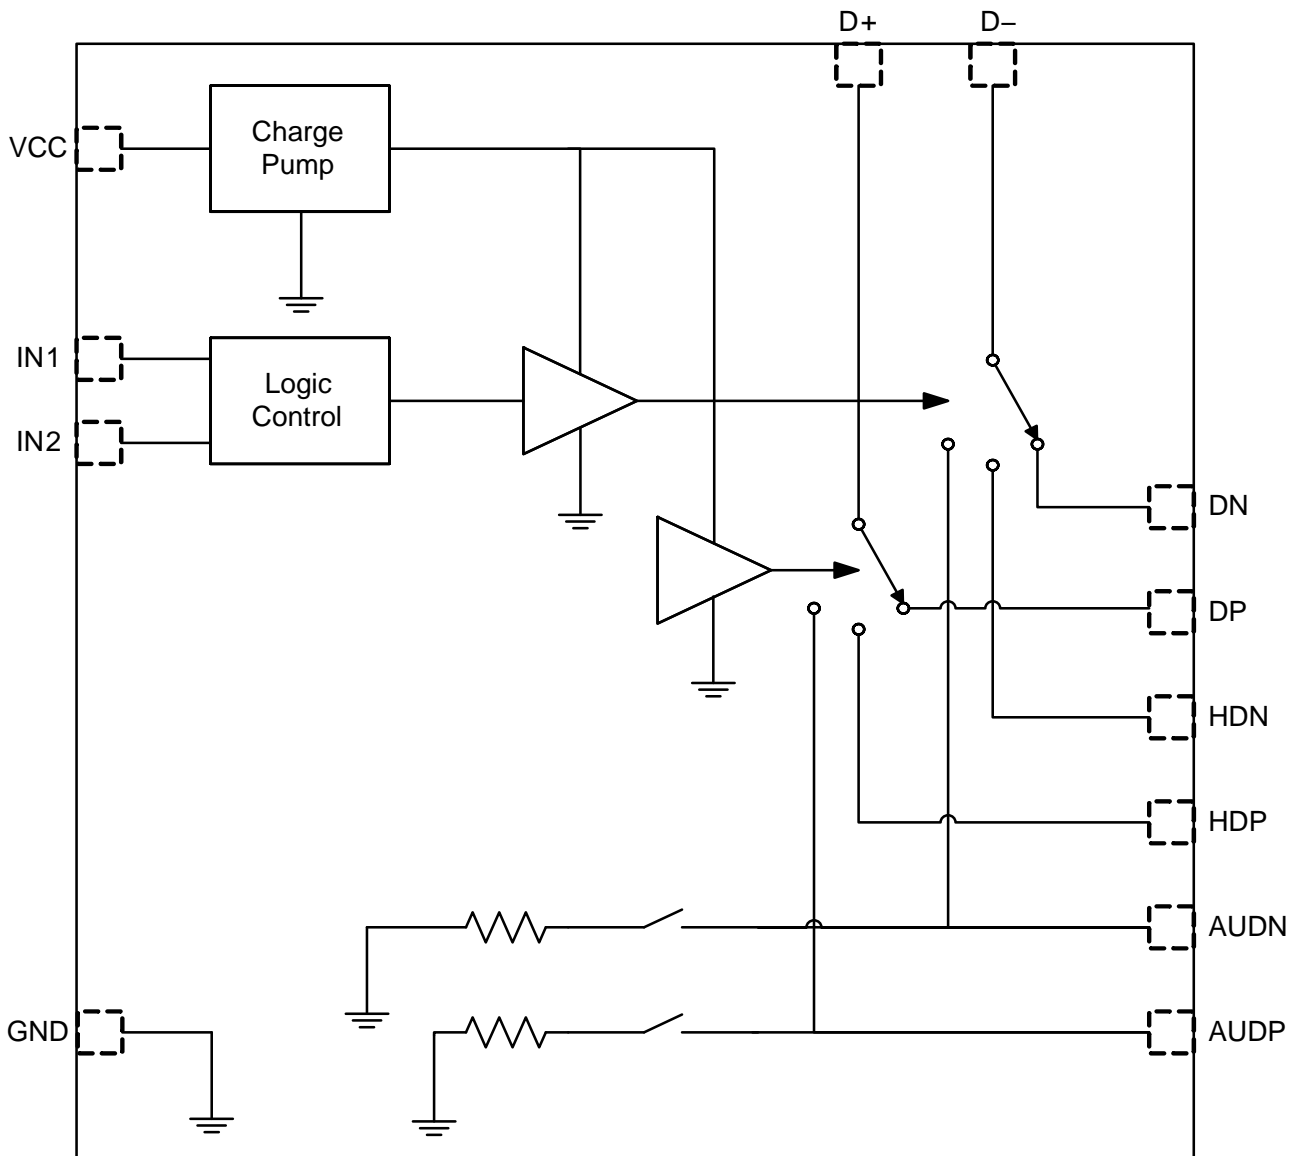 D+
D−
Charge
Pump
VCC
IN1
Logic
Control
IN2
DN
DP
HDN
HDP
AUDN
GND
AUDP